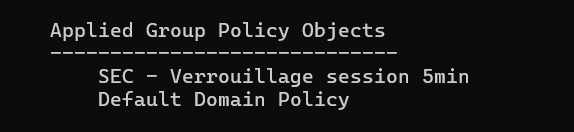 Applied Group Policy Objects
-----------------------------
SEC - Verrouillage session 5min
Default Domain Policy